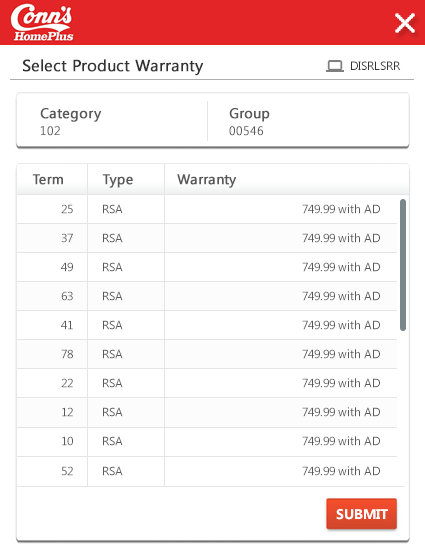 Conn's
HomePlus
Select Product Warranty DISRLSRR
Category Group
102 00546
Term Type Warranty
25 RSA 749.99 with AD
37 RSA 749.99 with AD
49 RSA 749.99 with AD
63 RSA 749.99 with AD
41 RSA 749.99 with AD
78 RSA 749.99 with AD
22 RSA 749.99 with AD
12 RSA 749.99 with AD
10 RSA 749.99 with AD
52 RSA 749.99 with AD
SUBMIT